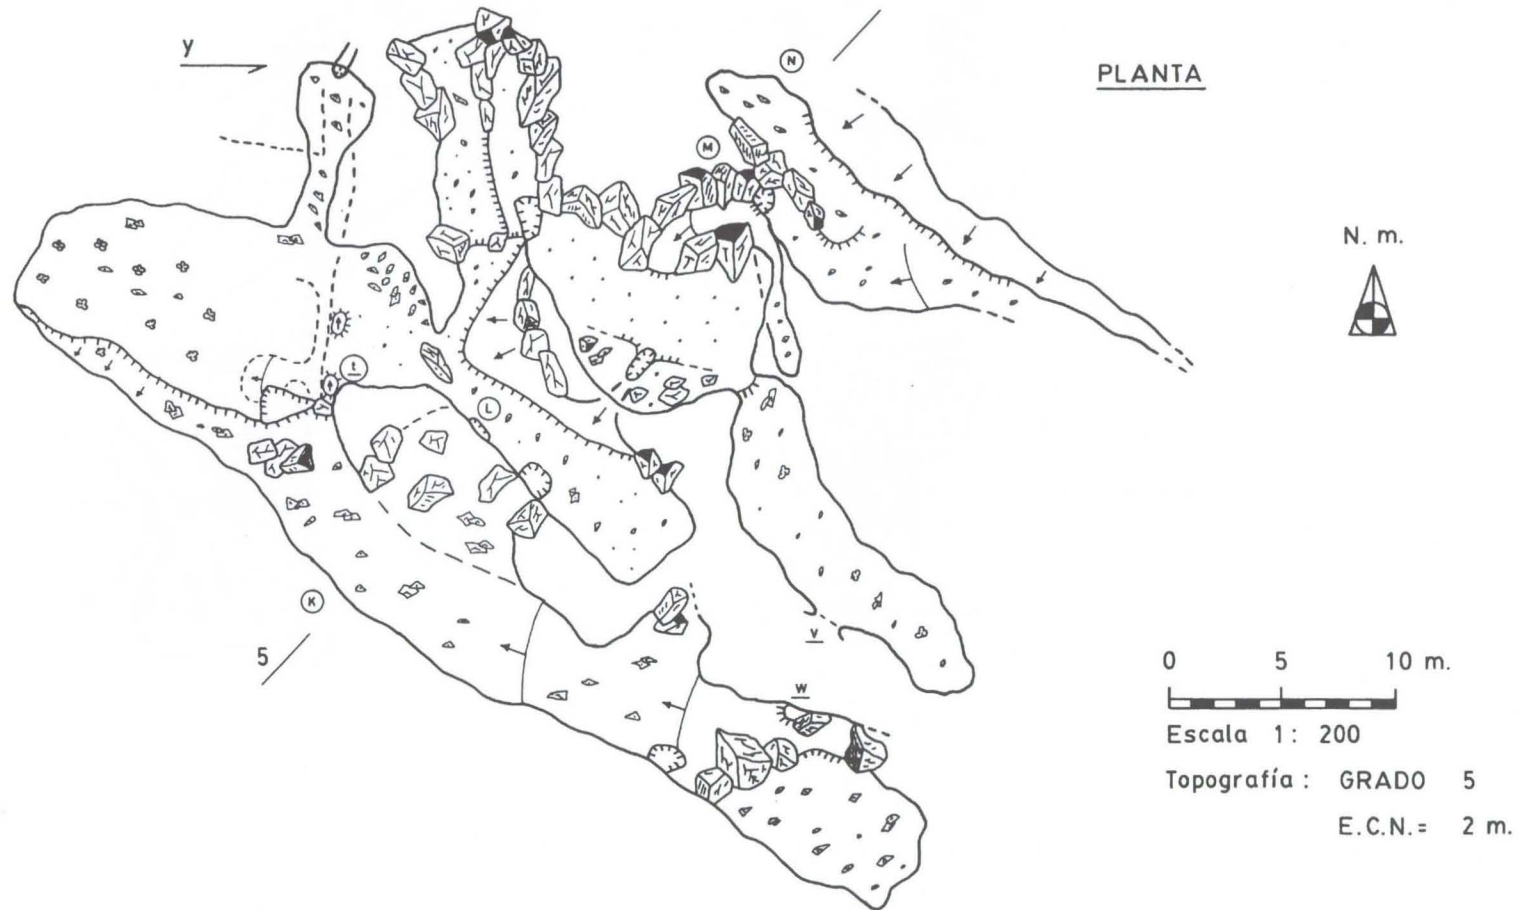 y
N
PLANTA
M
N. m.
t
L
K
5
v
w
0 5 10 m.
Escala 1: 200
Topografía: GRADO 5
E.C.N.= 2 m.